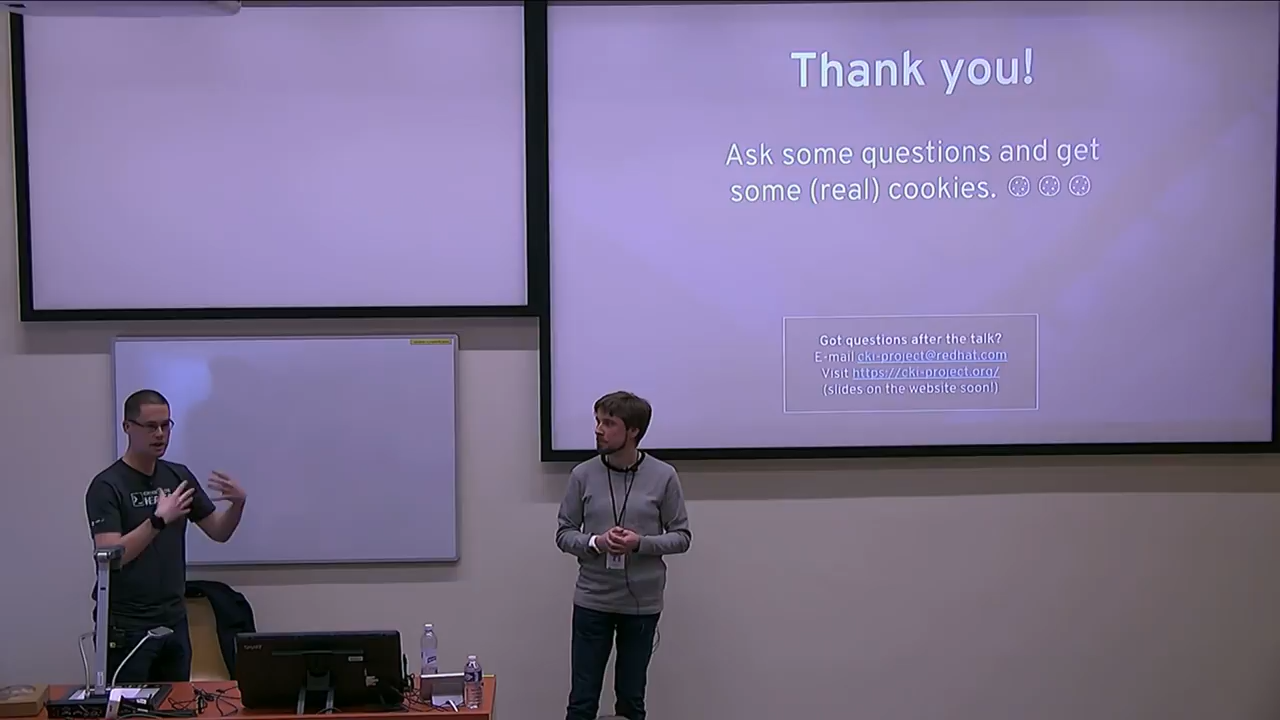 Thank you!
Ask some questions and get
some (real) cookies.
Got questions after the talk?
E-mail cki-project@redhat.com
Visit https://cki-project.org/
(slides on the website soon!)